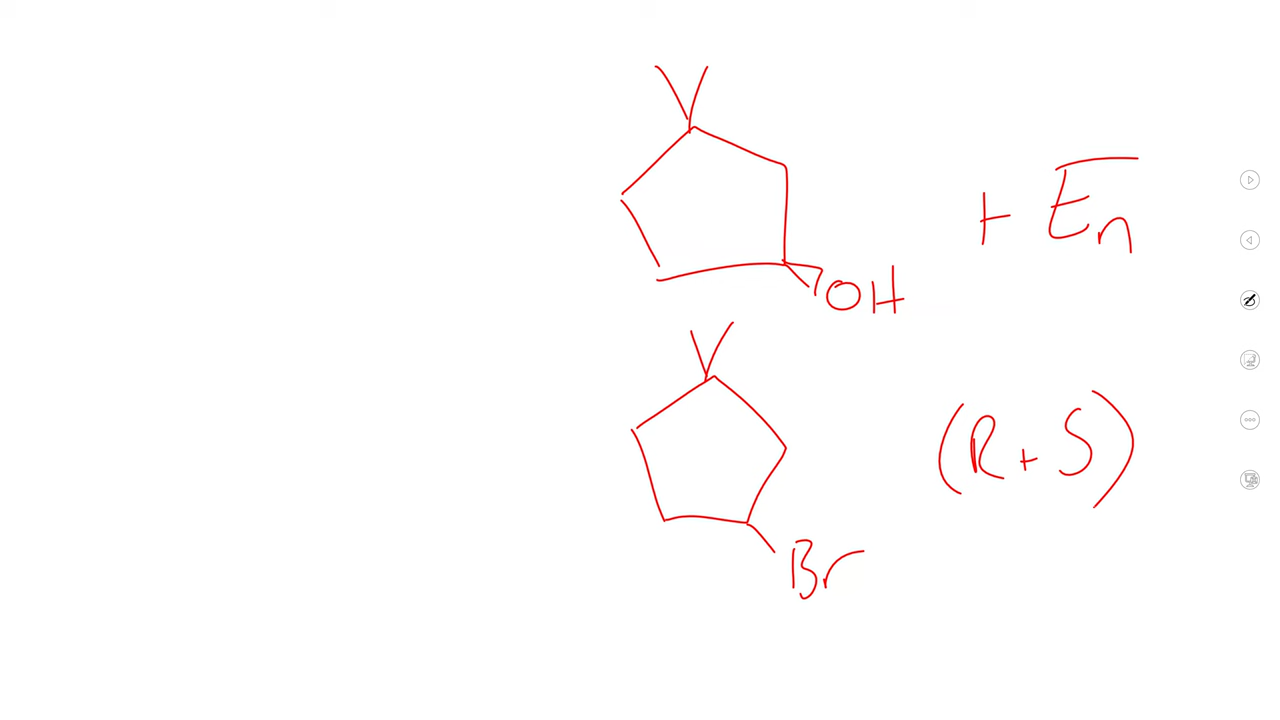 + En
OH
(R + S)
Br